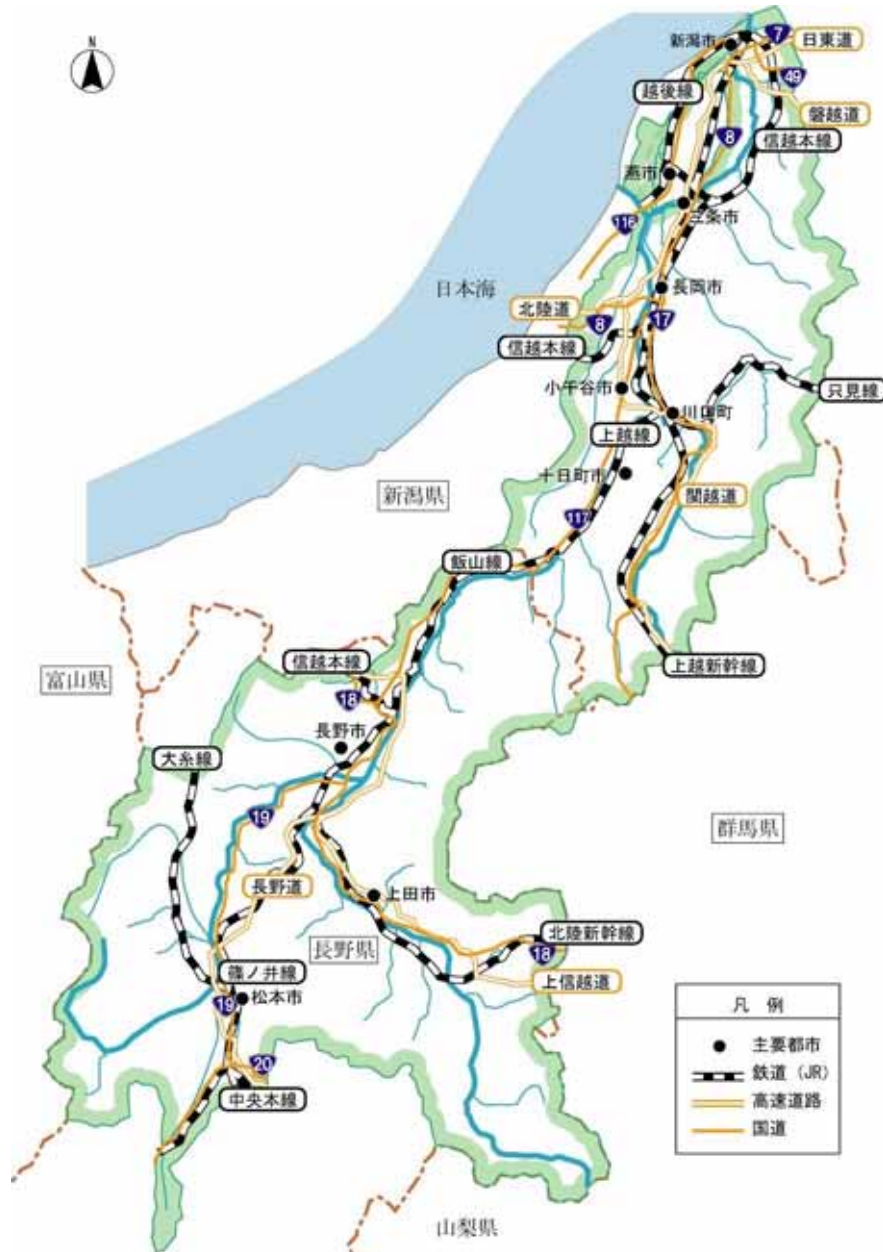 N
新潟市
7
日東道
49
越後線
磐越道
8
信越本線
燕市
三条市
116
日本海
長岡市
北陸道
8
17
信越本線
小千谷市
只見線
川口町
上越線
十日町市
新潟県
関越道
117
飯山線
信越本線
上越新幹線
富山県
18
長野市
大糸線
19
群馬県
長野道
上田市
北陸新幹線
長野県
18
篠ノ井線
上信越道
19
松本市
凡 例
主要都市
20
鉄道（JR）
中央本線
高速道路
国道
山梨県